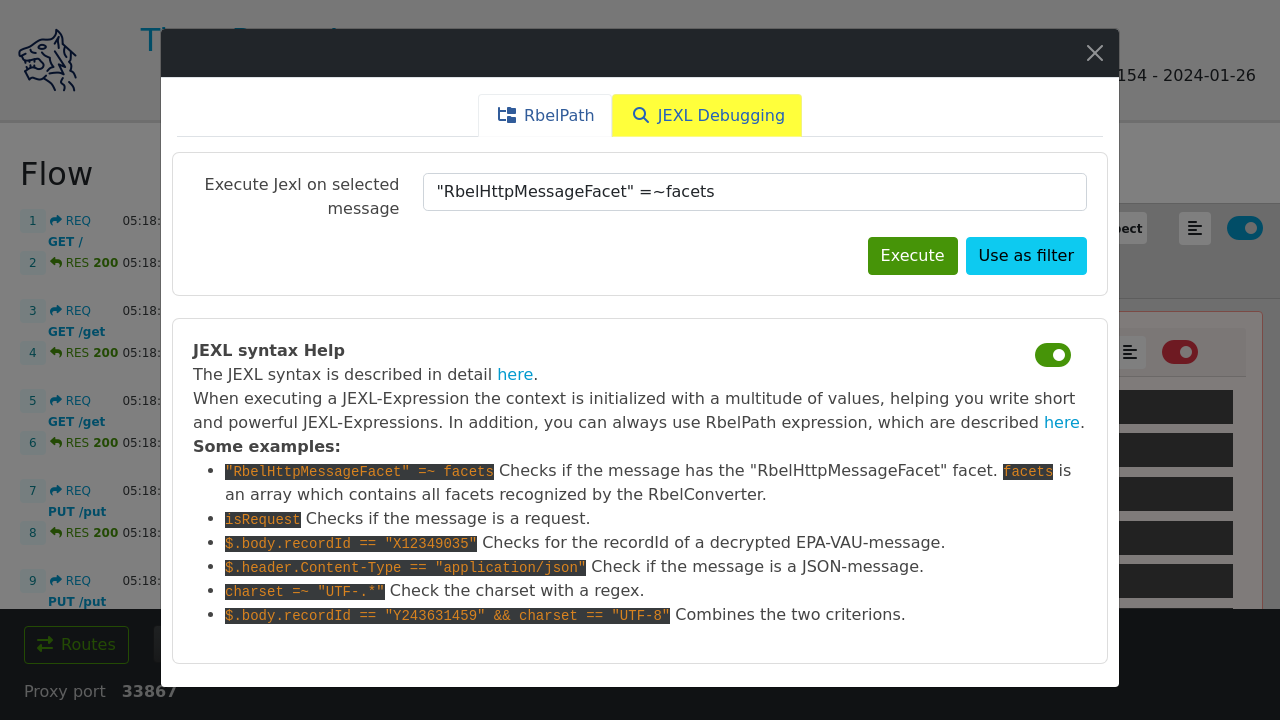 154 - 2024-01-26
RbelPath
JEXL Debugging
Execute Jexl on selected
message
"RbelHttpMessageFacet" =~facets
Execute
Use as filter
JEXL syntax Help
The JEXL syntax is described in detail here.
When executing a JEXL-Expression the context is initialized with a multitude of values, helping you write short
and powerful JEXL-Expressions. In addition, you can always use RbelPath expression, which are described here.
Some examples:
"RbelHttpMessageFacet" =~ facets Checks if the message has the "RbelHttpMessageFacet" facet. facets is
an array which contains all facets recognized by the RbelConverter.
isRequest Checks if the message is a request.
$.body.recordId == "X12349035" Checks for the recordId of a decrypted EPA-VAU-message.
$.header.Content-Type == "application/json" Check if the message is a JSON-message.
charset =~ "UTF-.*" Check the charset with a regex.
$.body.recordId == "Y243631459" && charset == "UTF-8" Combines the two criterions.
Flow
1 REQ 05:18:
GET /
2 RES 200 05:18:
3 REQ 05:18:
GET /get
4 RES 200 05:18:
5 REQ 05:18:
GET /get
6 RES 200 05:18:
7 REQ 05:18:
PUT /put
8 RES 200 05:18:
9 REQ 05:18:
PUT /put
Routes
Proxy port 33867